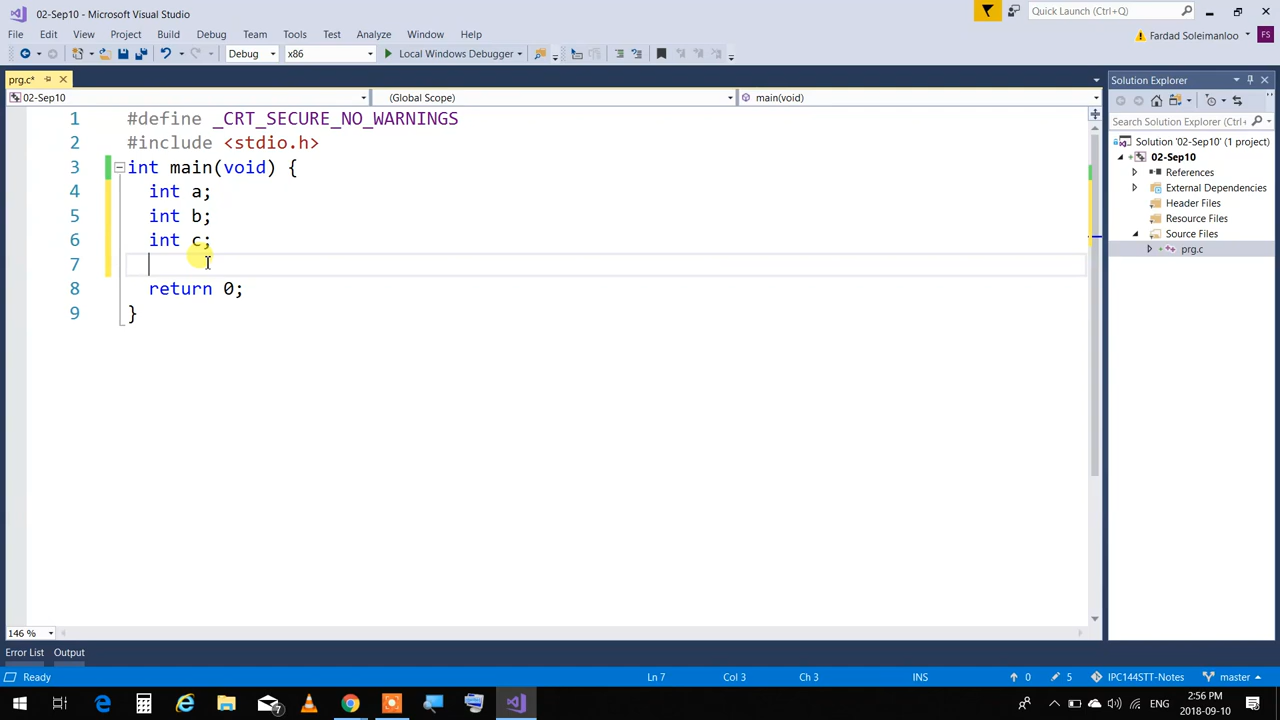 02-Sep10 - Microsoft Visual Studio
Quick Launch (Ctrl+Q)
File Edit View Project Build Debug Team Tools Test Analyze Window Help
Fardad Soleimanloo
FS
Debug x86 Local Windows Debugger
prg.c*
Solution Explorer
02-Sep10 (Global Scope) main(void)
Search Solution Explorer (Ctrl+
1 #define _CRT_SECURE_NO_WARNINGS
2 #include <stdio.h>
3 int main(void) {
4 int a;
5 int b;
6 int c;
7
8 return 0;
9 }
Solution '02-Sep10' (1 project)
02-Sep10
References
External Dependencies
Header Files
Resource Files
Source Files
prg.c
146 %
Error List Output
Ready Ln 7 Col 3 Ch 3 INS 0 5 IPC144STT-Notes master
7
ENG
2:56 PM
2018-09-10